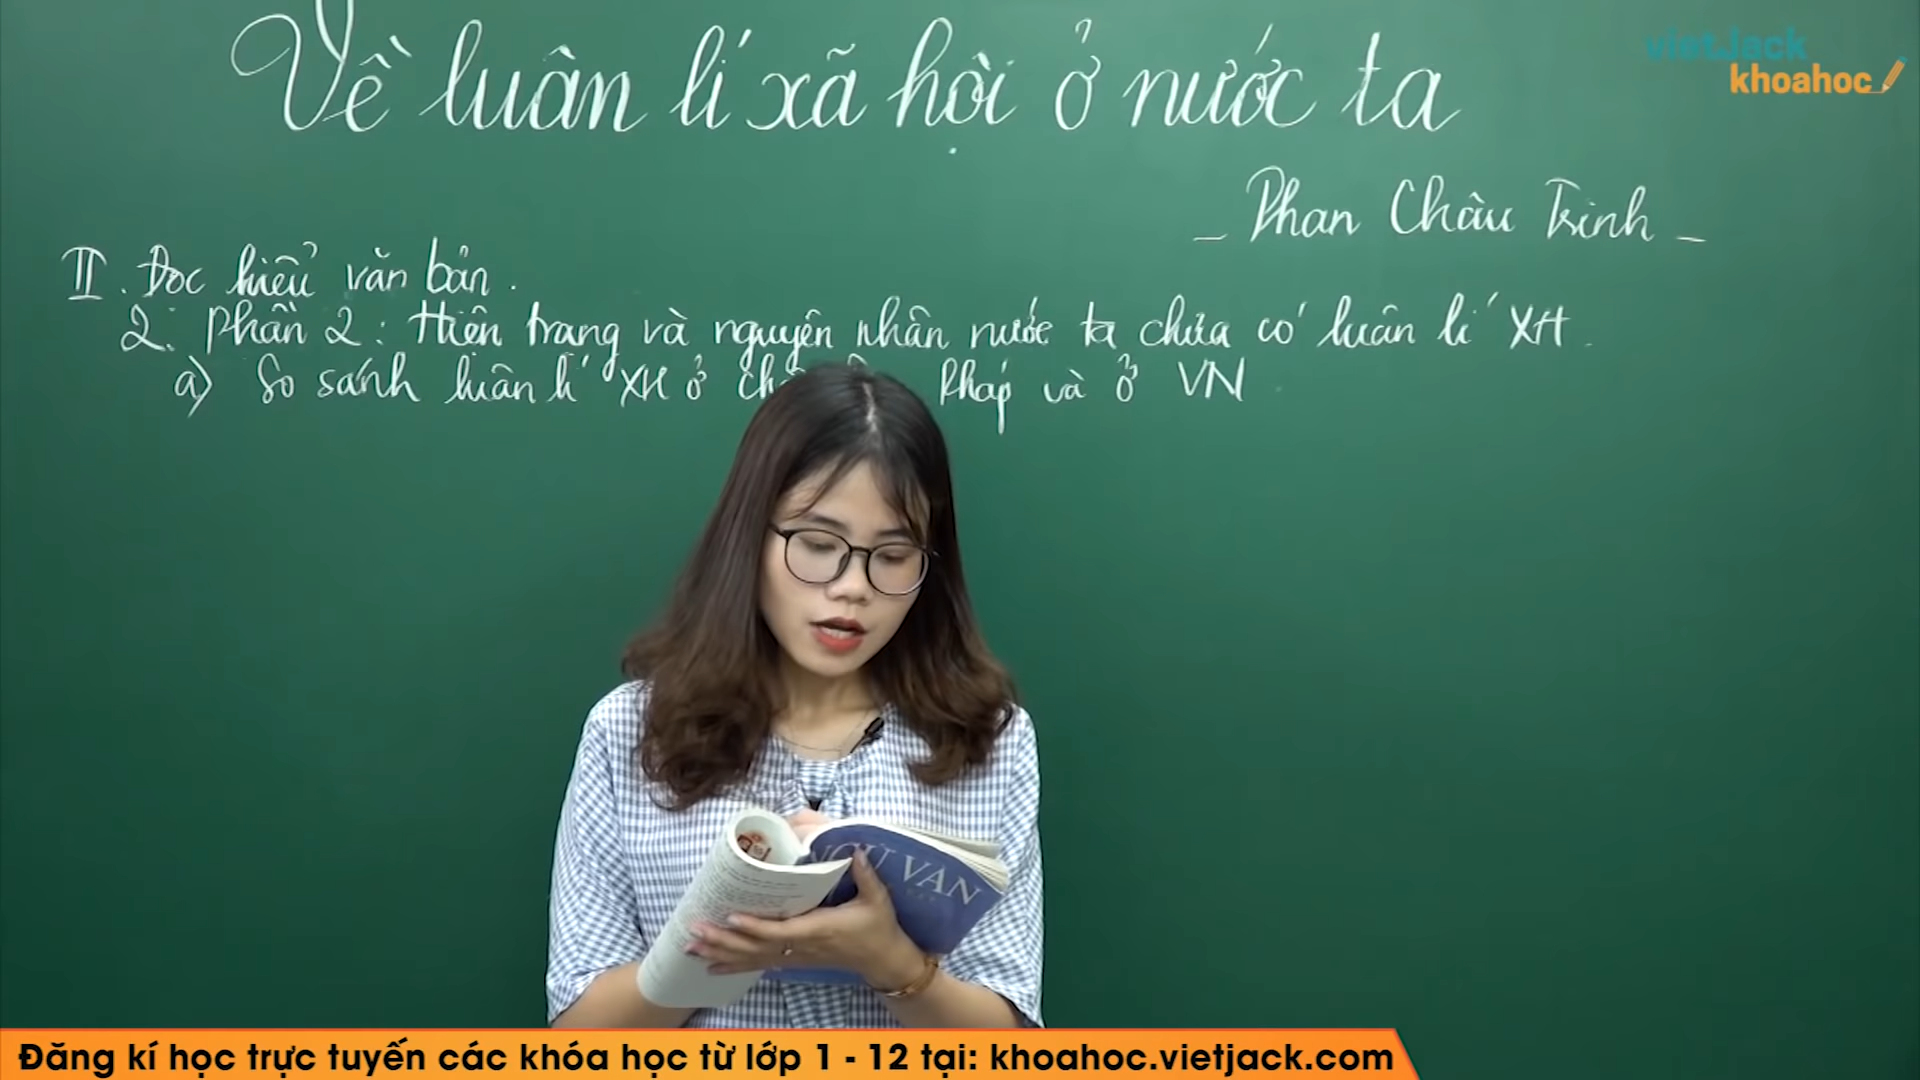 Về luân lí xã hội ở nước ta
vietJack
khoahoc
_ Phan Châu Trinh _
II. Đọc hiểu văn bản.
2. Phần 2: Hiện trạng và nguyên nhân nước ta chưa có luân lí XH.
a) So sánh luân lí XH ở Pháp và ở VN
NGỮ VĂN
Đăng kí học trực tuyến các khóa học từ lớp 1 - 12 tại: khoahoc.vietjack.com